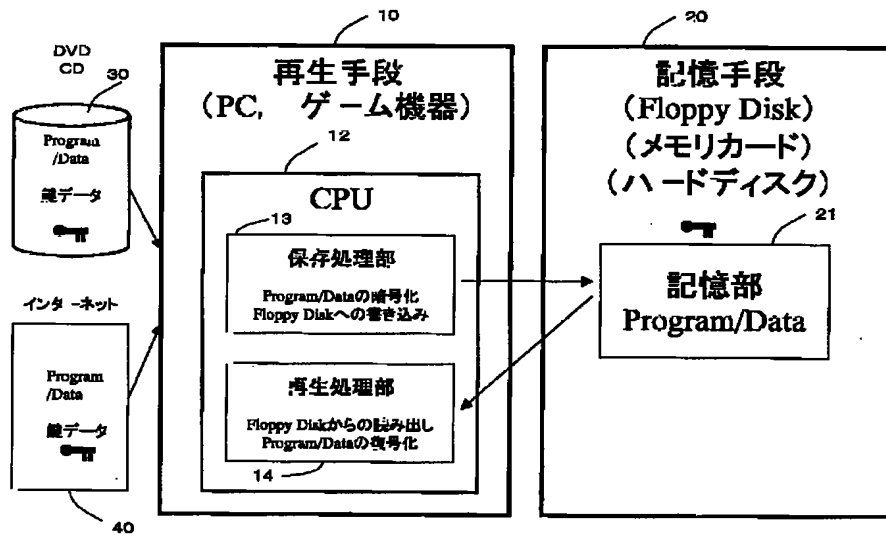 10
20
DVD
CD
30
Program
/Data
鍵データ
再生手段
(PC, ゲーム機器)
12
CPU
13
保存処理部
Program/Dataの暗号化
Floppy Diskへの書き込み
再生処理部
Floppy Diskからの読み出し
Program/Dataの復号化
14
記憶手段
(Floppy Disk)
(メモリカード)
(ハードディスク)
21
記憶部
Program/Data
インターネット
Program
/Data
鍵データ
40